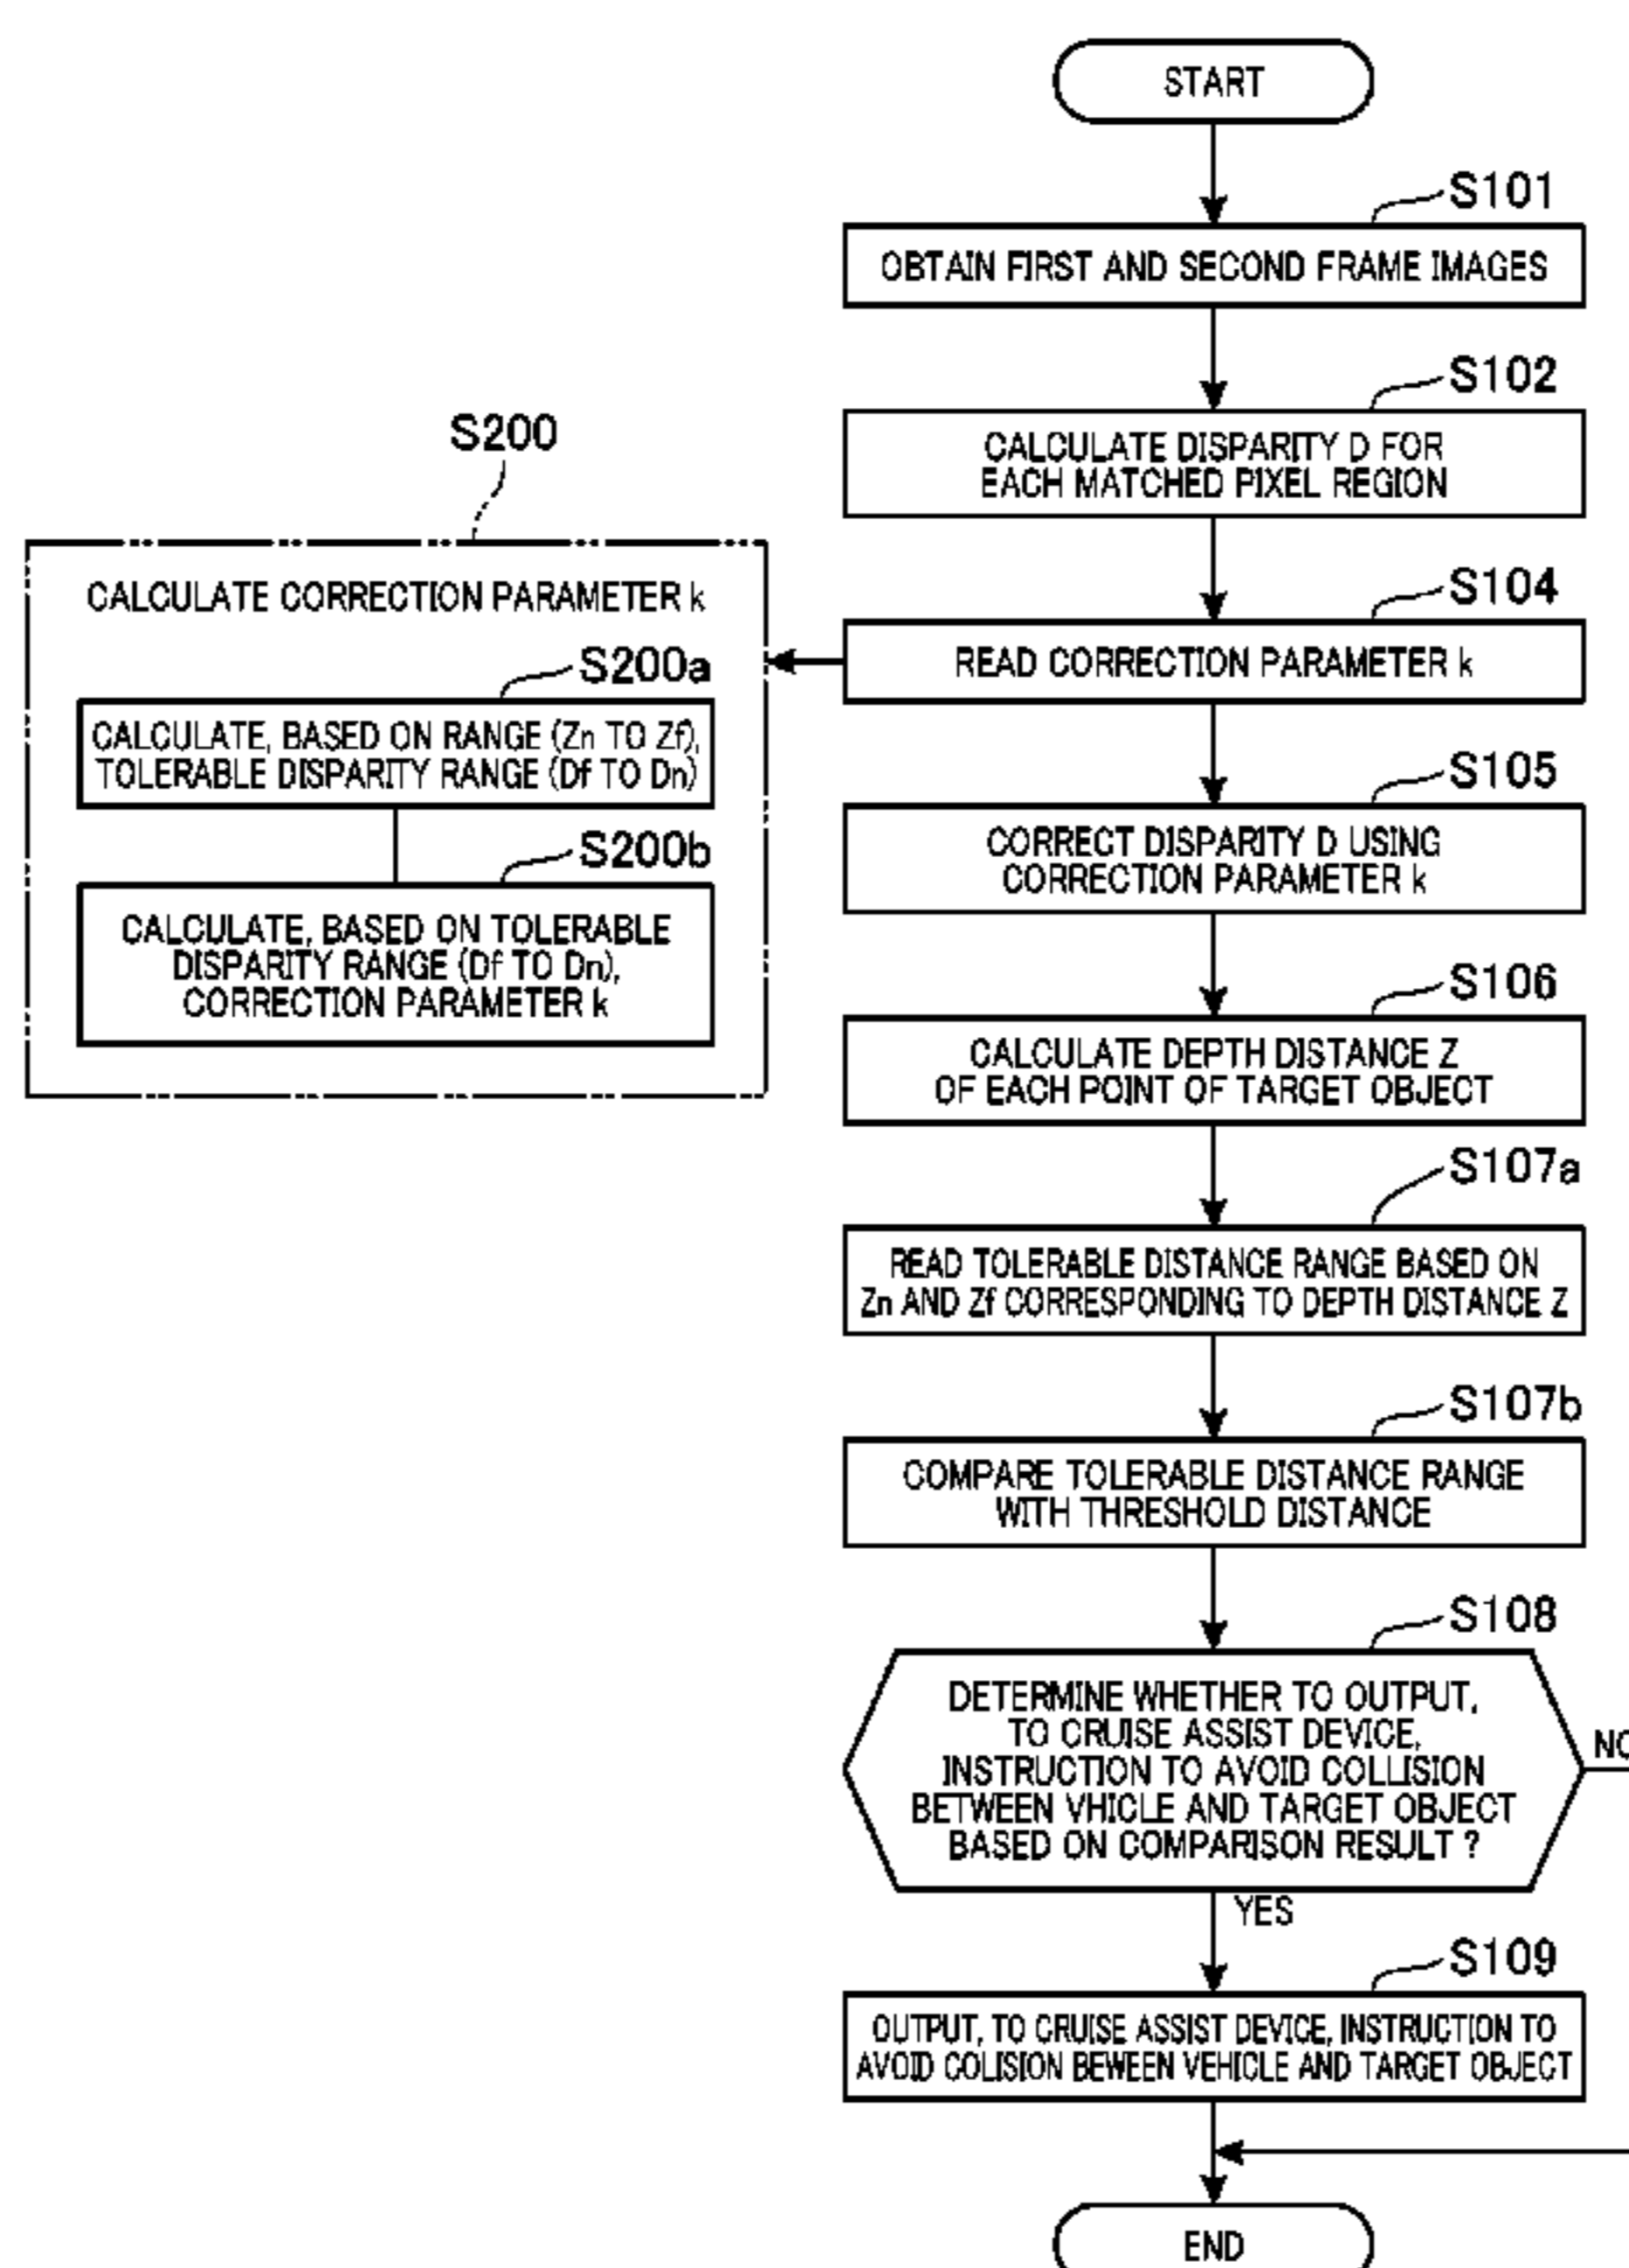 START
S101
OBTAIN FIRST AND SECOND FRAME IMAGES
S102
CALCULATE DISPARITY D FOR
EACH MATCHED PIXEL REGION
S104
READ CORRECTION PARAMETER k
S200
CALCULATE CORRECTION PARAMETER k
S200a
CALCULATE, BASED ON RANGE (Zn TO Zf),
TOLERABLE DISPARITY RANGE (Df TO Dn)
S200b
CALCULATE, BASED ON TOLERABLE
DISPARITY RANGE (Df TO Dn),
CORRECTION PARAMETER k
S105
CORRECT DISPARITY D USING
CORRECTION PARAMETER k
S106
CALCULATE DEPTH DISTANCE Z
OF EACH POINT OF TARGET OBJECT
S107a
READ TOLERABLE DISTANCE RANGE BASED ON
Zn AND Zf CORRESPONDING TO DEPTH DISTANCE Z
S107b
COMPARE TOLERABLE DISTANCE RANGE
WITH THRESHOLD DISTANCE
S108
DETERMINE WHETHER TO OUTPUT,
TO CRUISE ASSIST DEVICE,
INSTRUCTION TO AVOID COLLISION
BETWEEN VHICLE AND TARGET OBJECT
BASED ON COMPARISON RESULT ?
NO
YES
S109
OUTPUT, TO CRUISE ASSIST DEVICE, INSTRUCTION TO
AVOID COLISION BEWEEN VEHICLE AND TARGET OBJECT
END